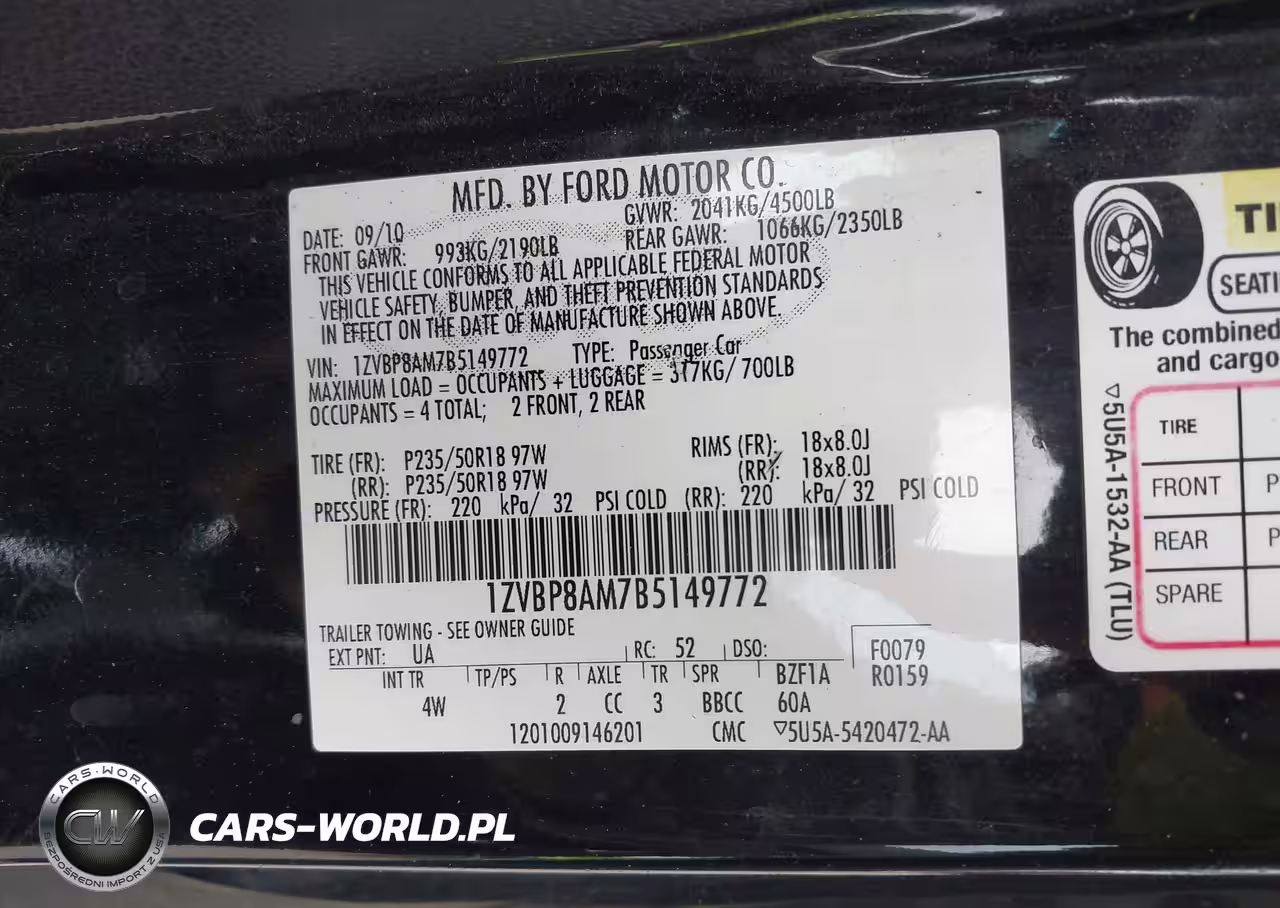 MFD. BY FORD MOTOR CO.
DATE: 09/10 GVWR: 2041KG/4500LB
FRONT GAWR: 993KG/2190LB REAR GAWR: 1066KG/2350LB
THIS VEHICLE CONFORMS TO ALL APPLICABLE FEDERAL MOTOR
VEHICLE SAFETY, BUMPER, AND THEFT PREVENTION STANDARDS
IN EFFECT ON THE DATE OF MANUFACTURE SHOWN ABOVE.
VIN: 1ZVBP8AM7B5149772 TYPE: Passenger Car
MAXIMUM LOAD = OCCUPANTS + LUGGAGE = 317KG/ 700LB
OCCUPANTS = 4 TOTAL; 2 FRONT, 2 REAR
TIRE (FR): P235/50R18 97W RIMS (FR): 18x8.0J
(RR): P235/50R18 97W (RR): 18x8.0J
PRESSURE (FR): 220 kPa/ 32 PSI COLD (RR): 220 kPa/ 32 PSI COLD
1ZVBP8AM7B5149772
TRAILER TOWING - SEE OWNER GUIDE
EXT PNT: UA RC: 52 DSO: F0079
INT TR TP/PS R AXLE TR SPR BZF1A R0159
4W 2 CC 3 BBCC 60A
1201009146201 CMC ▽5U5A-5420472-AA
TI
SEATI
The combined
and cargo
▽5U5A-1532-AA (TLU)
TIRE
FRONT P
REAR P
SPARE
CARS-WORLD
CW
BEZPOŚREDNI IMPORT Z USA
CARS-WORLD.PL